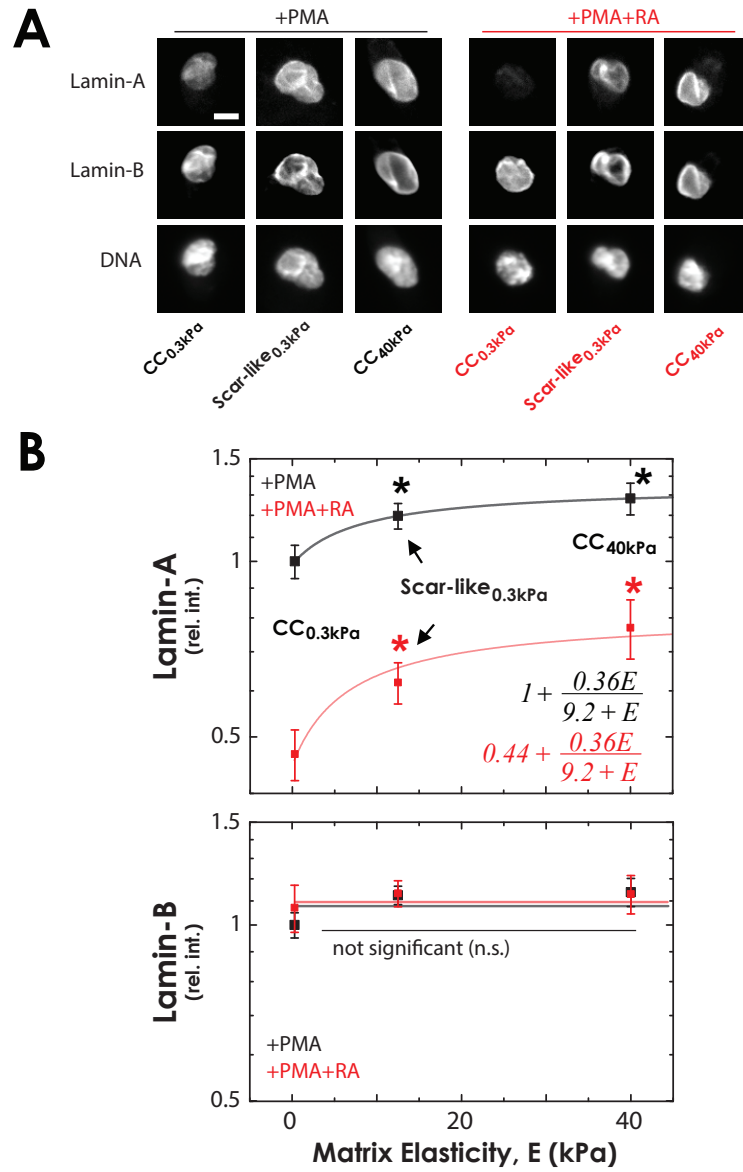 A
+PMA
+PMA+RA
Lamin-A
Lamin-B
DNA
CC0.3kPa
Scar-like0.3kPa
CC40kPa
CC0.3kPa
Scar-like0.3kPa
CC40kPa
B
1.5
+PMA
+PMA+RA
*
*
CC40kPa
1
Scar-like0.3kPa
CC0.3kPa
*
*
Lamin-A
(rel. int.)
1 + 0.36E / 9.2 + E
0.5
0.44 + 0.36E / 9.2 + E
1.5
Lamin-B
(rel. int.)
1
not significant (n.s.)
+PMA
+PMA+RA
0.5
0 20 40
Matrix Elasticity, E (kPa)